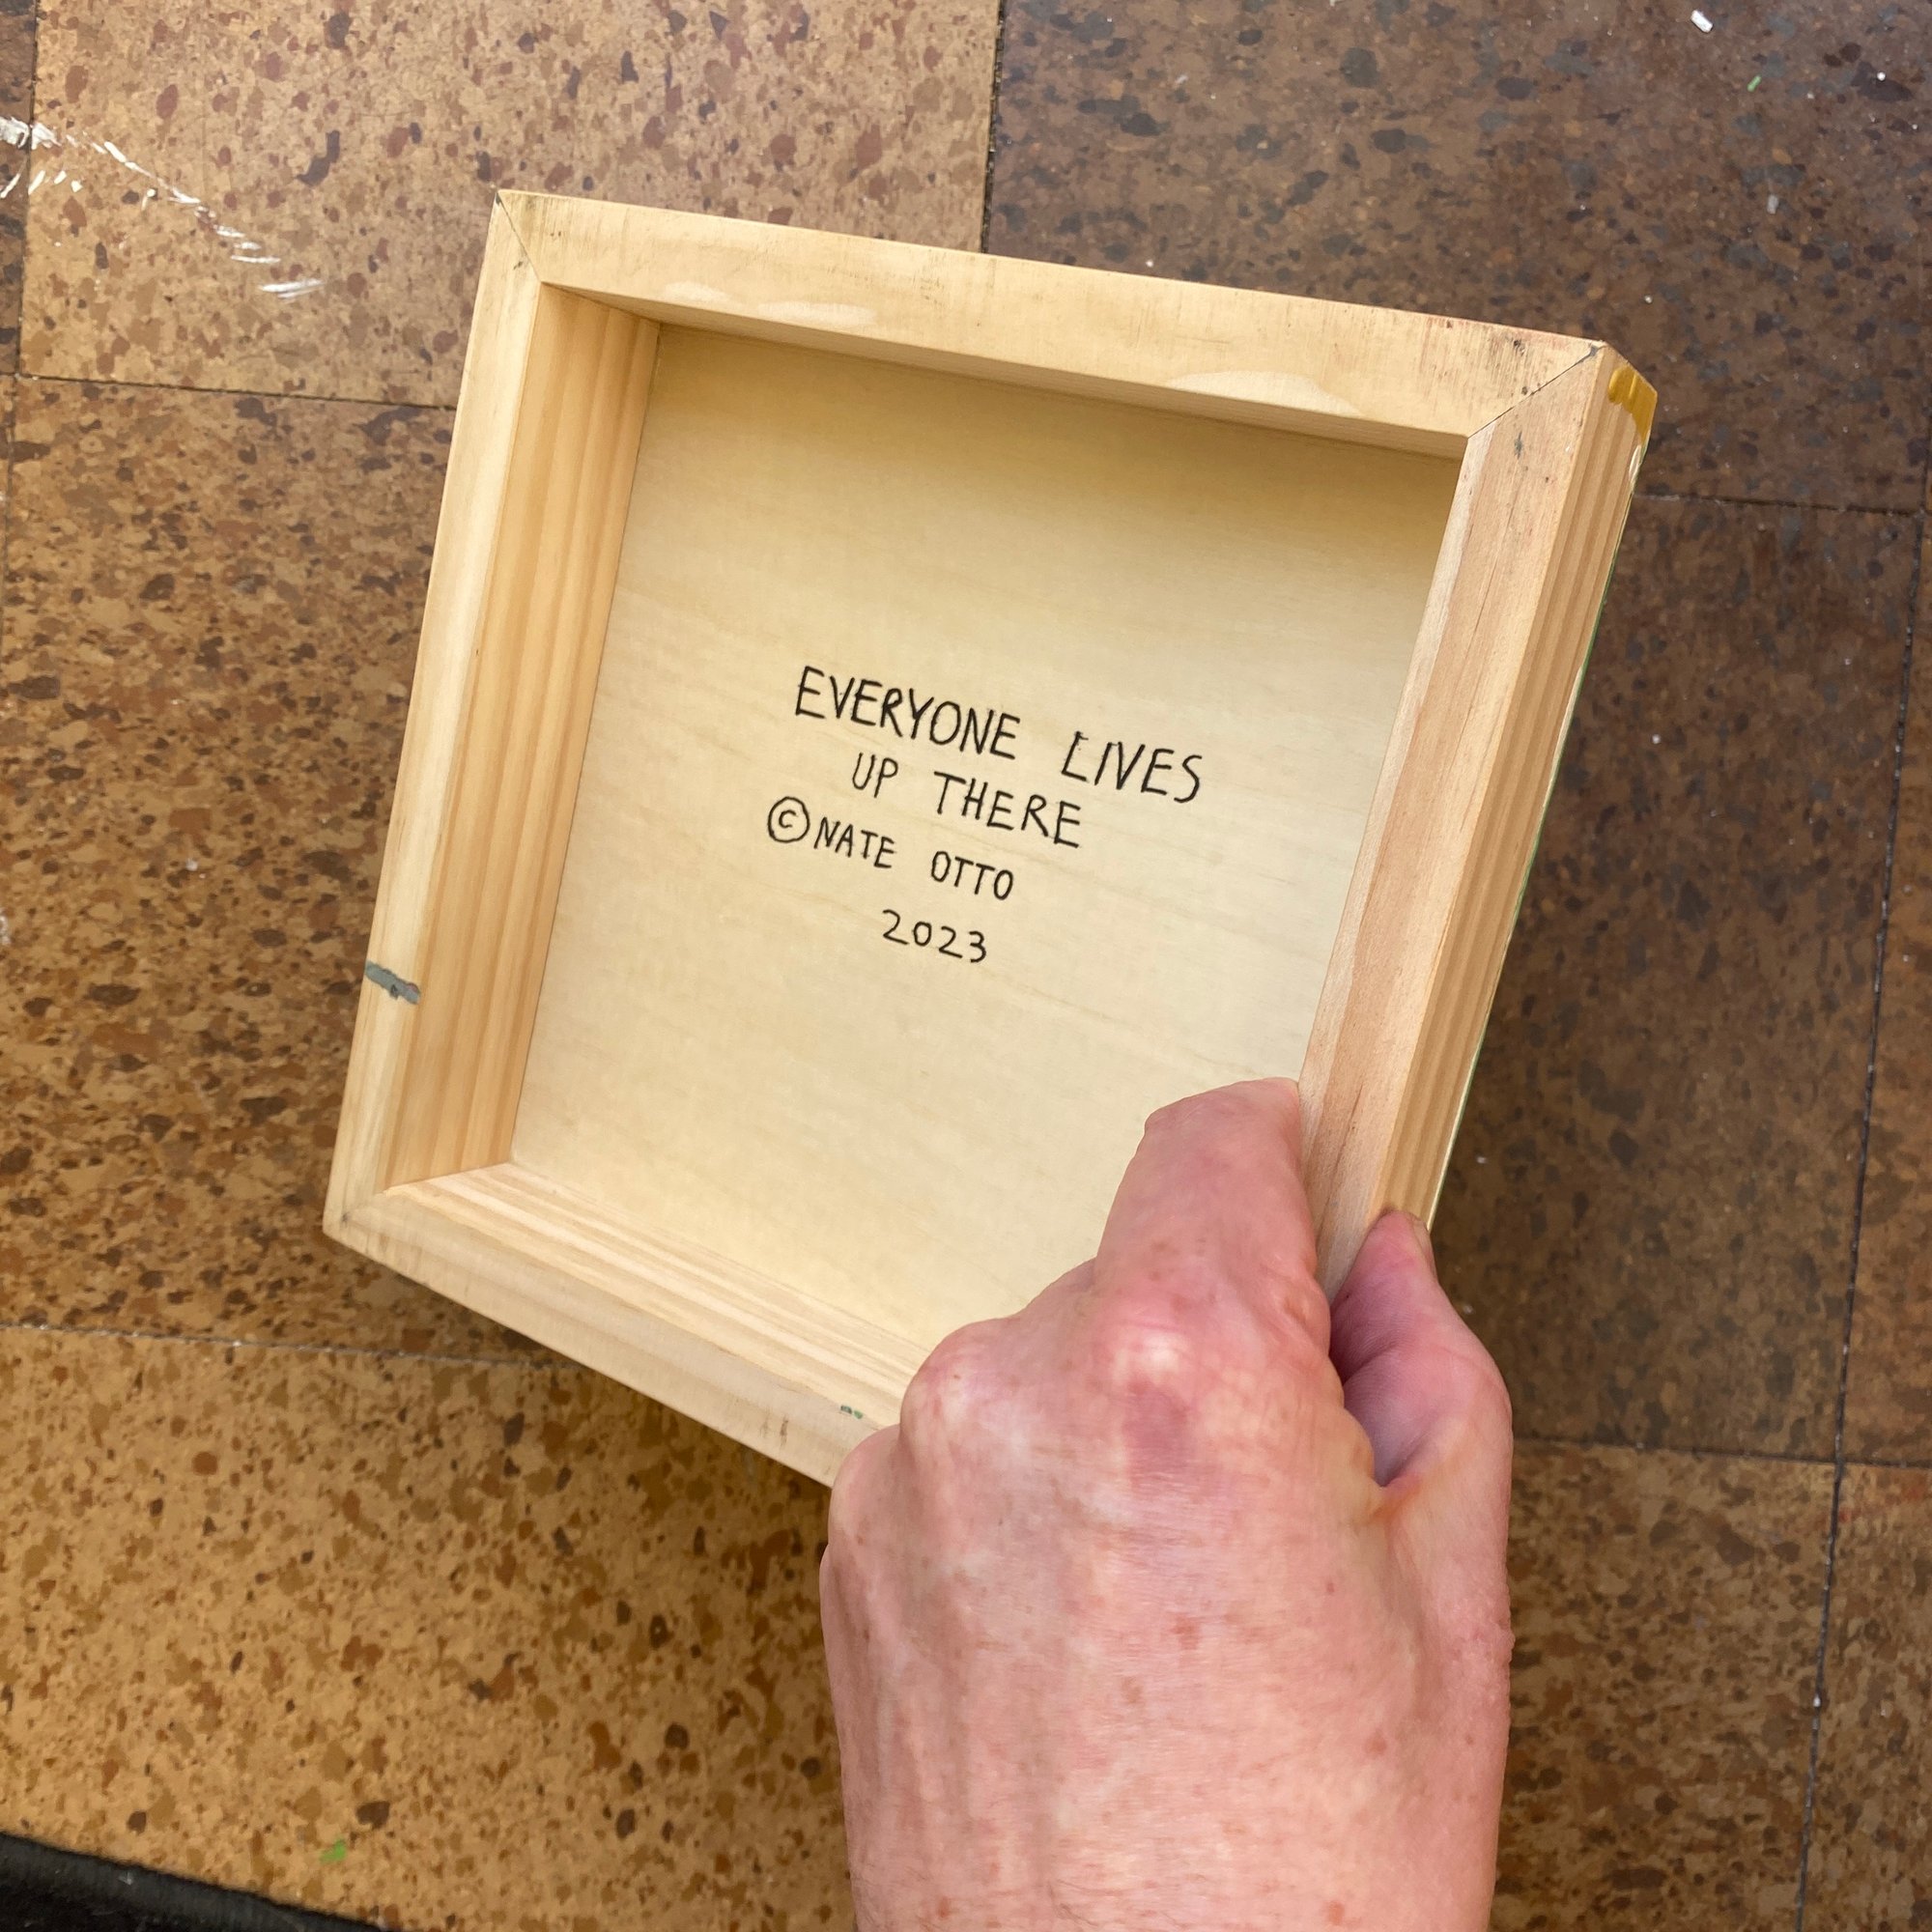 EVERYONE LIVES
UP THERE
©NATE OTTO
2023